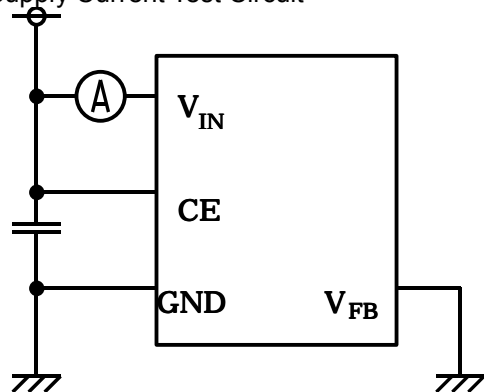 Supply Current Test Circuit
A
VIN
CE
GND
VFB